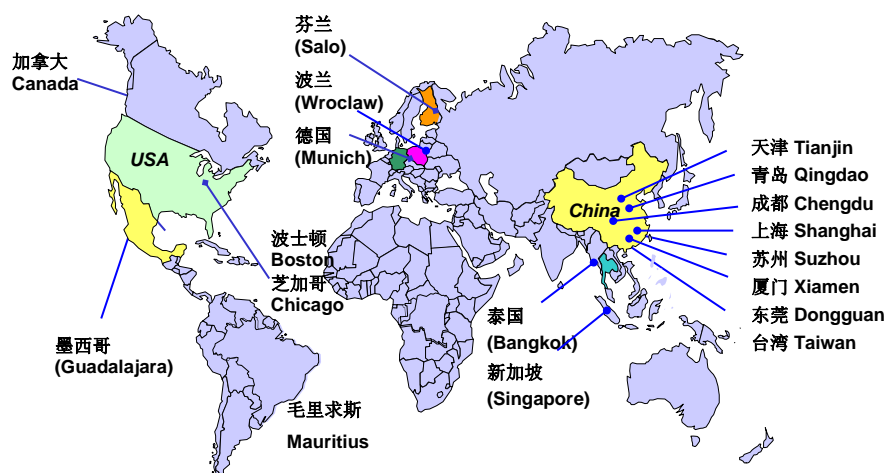 芬兰
(Salo)
加拿大
Canada
波兰
(Wroclaw)
德国
(Munich)
USA
China
天津 Tianjin
青岛 Qingdao
成都 Chengdu
上海 Shanghai
苏州 Suzhou
厦门 Xiamen
东莞 Dongguan
台湾 Taiwan
波士顿
Boston
芝加哥
Chicago
墨西哥
(Guadalajara)
泰国
(Bangkok)
新加坡
(Singapore)
毛里求斯
Mauritius